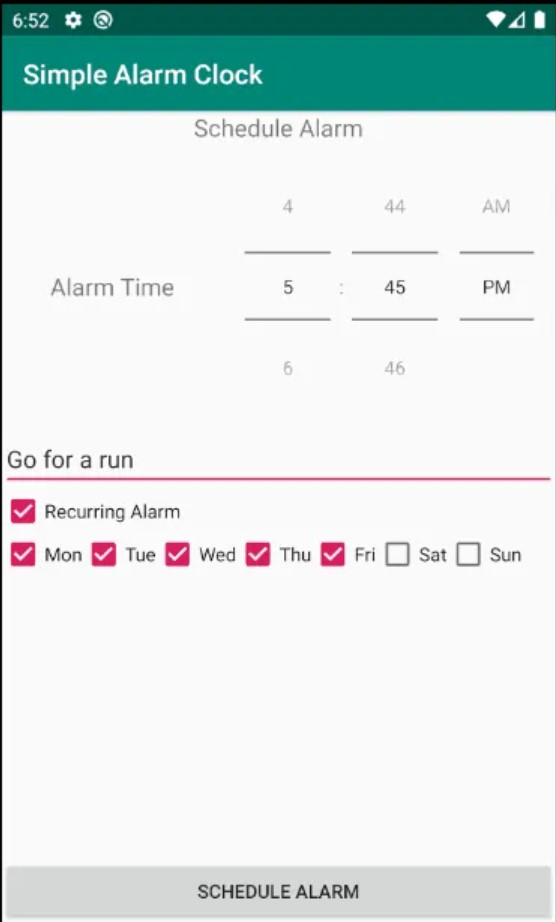 6:52
Simple Alarm Clock
Schedule Alarm
4 44 AM
Alarm Time 5 : 45 PM
6 46
Go for a run
Recurring Alarm
Mon Tue Wed Thu Fri Sat Sun
SCHEDULE ALARM